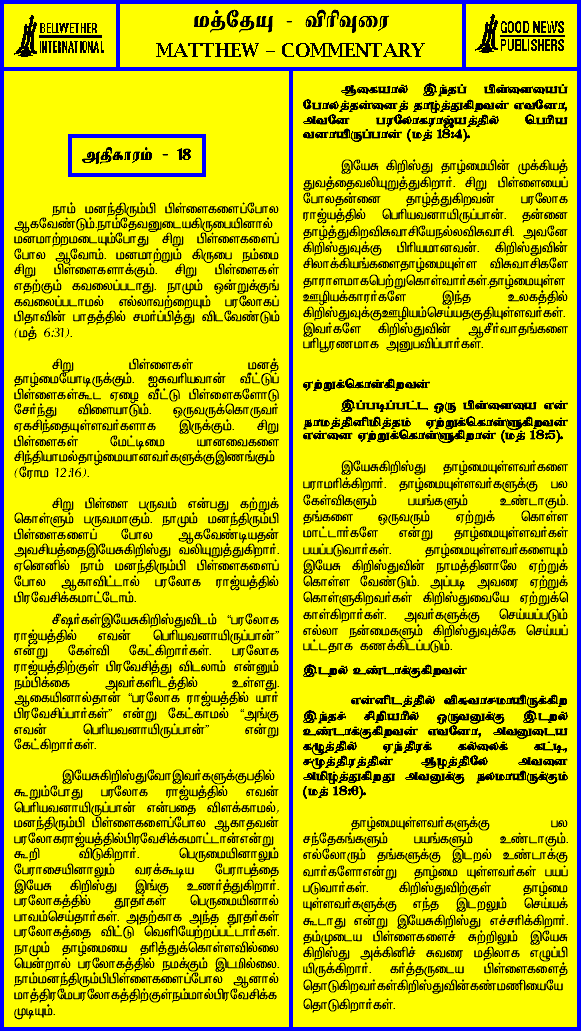 BELLWETHER
INTERNATIONAL
மத்தேயு - விரிவுரை
MATTHEW – COMMENTARY
GOOD NEWS
PUBLISHERS
அதிகாரம் - 18
நாம் மனந்திரும்பி பிள்ளைகளைப்போல
ஆகவேண்டும்.நாம்தேவனுடையகிருபையினால்
மனமாற்றமடையும்போது சிறு பிள்ளைகளைப்
போல ஆவோம். மனமாற்றும் கிருபை நம்மை
சிறு பிள்ளைகளாக்கும். சிறு பிள்ளைகள்
எதற்கும் கவலைப்படாது. நாமும் ஒன்றுக்குங்
கவலைப்படாமல் எல்லாவற்றையும் பரலோகப்
பிதாவின் பாதத்தில் சமர்ப்பித்து விடவேண்டும்
(மத் 6:31).
சிறு பிள்ளைகள் மனத்
தாழ்மையோடிருக்கும். ஐசுவரியவான் வீட்டுப்
பிள்ளைகள்கூட ஏழை வீட்டு பிள்ளைகளோடு
சேர்ந்து விளையாடும். ஒருவருக்கொருவர்
ஏகசிந்தையுள்ளவர்களாக இருக்கும். சிறு
பிள்ளைகள் மேட்டிமை யானவைகளை
சிந்தியாமல்தாழ்மையானவர்களுக்குஇணங்கும்
(ரோம 12:16).
சிறு பிள்ளை பருவம் என்பது கற்றுக்
கொள்ளும் பருவமாகும். நாமும் மனந்திரும்பி
பிள்ளைகளைப் போல ஆகவேண்டியதன்
அவசியத்தைஇயேசுகிறிஸ்து வலியுறுத்துகிறார்.
ஏனெனில் நாம் மனந்திரும்பி பிள்ளைகளைப்
போல ஆகாவிட்டால் பரலோக ராஜ்யத்தில்
பிரவேசிக்கமாட்டோம்.
சீஷர்கள்இயேசுகிறிஸ்துவிடம் “பரலோக
ராஜ்யத்தில் எவன் பெரியவனாயிருப்பான்”
என்று கேள்வி கேட்கிறார்கள். பரலோக
ராஜ்யத்திற்குள் பிரவேசித்து விடலாம் என்னும்
நம்பிக்கை அவர்களிடத்தில் உள்ளது.
ஆகையினால்தான் “பரலோக ராஜ்யத்தில் யார்
பிரவேசிப்பார்கள்” என்று கேட்காமல் “அங்கு
எவன் பெரியவனாயிருப்பான்” என்று
கேட்கிறார்கள்.
இயேசுகிறிஸ்துவோஇவர்களுக்குபதில்
கூறும்போது பரலோக ராஜ்யத்தில் எவன்
பெரியவனாயிருப்பான் என்பதை விளக்காமல்,
மனந்திரும்பி பிள்ளைகளைப்போல ஆகாதவன்
பரலோகராஜ்யத்தில்பிரவேசிக்கமாட்டான்என்று
கூறி விடுகிறார். பெருமையினாலும்
பேராசையினாலும் வரக்கூடிய பேராபத்தை
இயேசு கிறிஸ்து இங்கு உணர்த்துகிறார்.
பரலோகத்தில் தூதர்கள் பெருமையினால்
பாவம்செய்தார்கள். அதற்காக அந்த தூதர்கள்
பரலோகத்தை விட்டு வெளியேற்றப்பட்டார்கள்.
நாமும் தாழ்மையை தரித்துக்கொள்ளவில்லை
யென்றால் பரலோகத்தில் நமக்கும் இடமில்லை.
நாம்மனந்திரும்பிபிள்ளைகளைப்போல ஆனால்
மாத்திரமேபரலோகத்திற்குள்நம்மால்பிரவேசிக்க
முடியும்.
ஆகையால் இந்தப் பிள்ளையைப்
போலத்தன்னைத் தாழ்த்துகிறவன் எவனோ,
அவனே பரலோகராஜ்யத்தில் பெரிய
வனாயிருப்பான் (மத் 18:4).
இயேசு கிறிஸ்து தாழ்மையின் முக்கியத்
துவத்தைவலியுறுத்துகிறார். சிறு பிள்ளையைப்
போலதன்னை தாழ்த்துகிறவன் பரலோக
ராஜ்யத்தில் பெரியவனாயிருப்பான். தன்னை
தாழ்த்துகிறவிசுவாசியேநல்லவிசுவாசி. அவனே
கிறிஸ்துவுக்கு பிரியமானவன். கிறிஸ்துவின்
சிலாக்கியங்களைதாழ்மையுள்ள விசுவாசிகளே
தாராளமாகபெற்றுகொள்வார்கள்.தாழ்மையுள்ள
ஊழியக்காரர்களே இந்த உலகத்தில்
கிறிஸ்துவுக்குஊழியம்செய்யதகுதியுள்ளவர்கள்.
இவர்களே கிறிஸ்துவின் ஆசீர்வாதங்களை
பரிபூரணமாக அனுபவிப்பார்கள்.
ஏற்றுக்கொள்கிறவன்
இப்படிப்பட்ட ஒரு பிள்ளையை என்
நாமத்தினிமித்தம் ஏற்றுக்கொள்ளுகிறவன்
என்னை ஏற்றுக்கொள்ளுகிறான் (மத் 18:5).
இயேசுகிறிஸ்து தாழ்மையுள்ளவர்களை
பராமரிக்கிறார். தாழ்மையுள்ளவர்களுக்கு பல
கேள்விகளும் பயங்களும் உண்டாகும்.
தங்களை ஒருவரும் ஏற்றுக் கொள்ள
மாட்டார்களே என்று தாழ்மையுள்ளவர்கள்
பயப்படுவார்கள். தாழ்மையுள்ளவர்களையும்
இயேசு கிறிஸ்துவின் நாமத்தினாலே ஏற்றுக்
கொள்ள வேண்டும். அப்படி அவரை ஏற்றுக்
கொள்ளுகிறவர்கள் கிறிஸ்துவையே ஏற்றுக்கெ
காள்கிறார்கள். அவர்களுக்கு செய்யப்படும்
எல்லா நன்மைகளும் கிறிஸ்துவுக்கே செய்யப்
பட்டதாக கணக்கிடப்படும்.
இடறல் உண்டாக்குகிறவன்
என்னிடத்தில் விசுவாசமாயிருக்கிற
இந்தச் சிறியரில் ஒருவனுக்கு இடறல்
உண்டாக்குகிறவன் எவனோ, அவனுடைய
கழுத்தில் ஏந்திரக் கல்லைக் கட்டி,
சமுத்திரத்தின் ஆழத்திலே அவனை
அமிழ்த்துகிறது அவனுக்கு நலமாயிருக்கும்
(மத் 18:6).
தாழ்மையுள்ளவர்களுக்கு பல
சந்தேகங்களும் பயங்களும் உண்டாகும்.
எல்லோரும் தங்களுக்கு இடறல் உண்டாக்கு
வார்களோஎன்று தாழ்மை யுள்ளவர்கள் பயப்
படுவார்கள். கிறிஸ்துவிற்குள் தாழ்மை
யுள்ளவர்களுக்கு எந்த இடறலும் செய்யக்
கூடாது என்று இயேசுகிறிஸ்து எச்சரிக்கிறார்.
தம்முடைய பிள்ளைகளைச் சுற்றிலும் இயேசு
கிறிஸ்து அக்கினிச் சுவரை மதிலாக எழுப்பி
யிருக்கிறார். கர்த்தருடைய பிள்ளைகளைத்
தொடுகிறவர்கள்கிறிஸ்துவின்கண்மணியையே
தொடுகிறார்கள்.